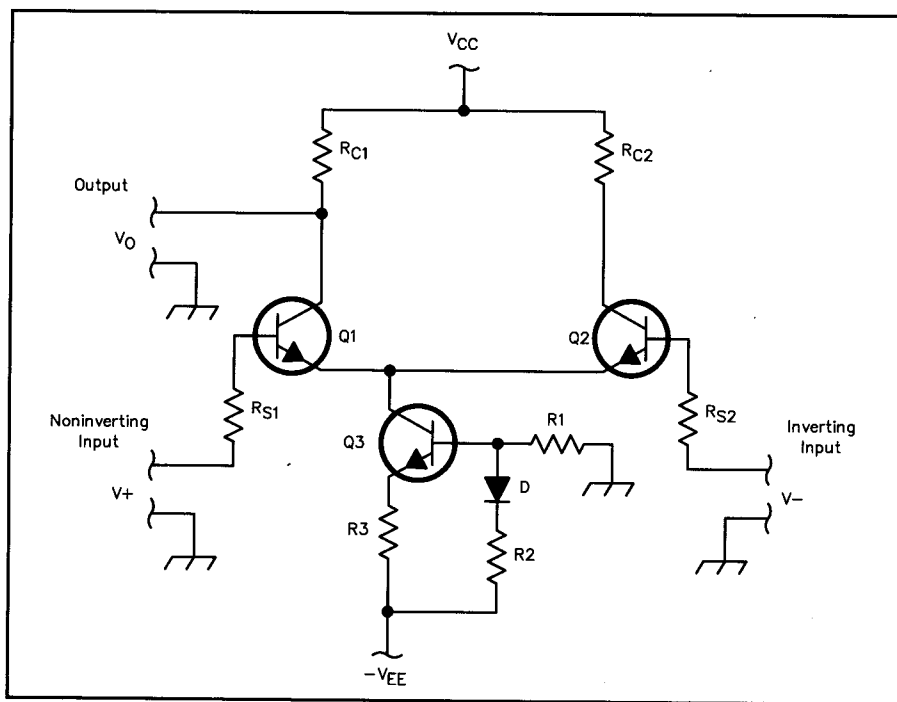 VCC
RC1
RC2
Output
VO
Q1
Q2
RS1
RS2
R1
Noninverting
Input
Q3
Inverting
Input
V+
D
V–
R3
R2
–VEE